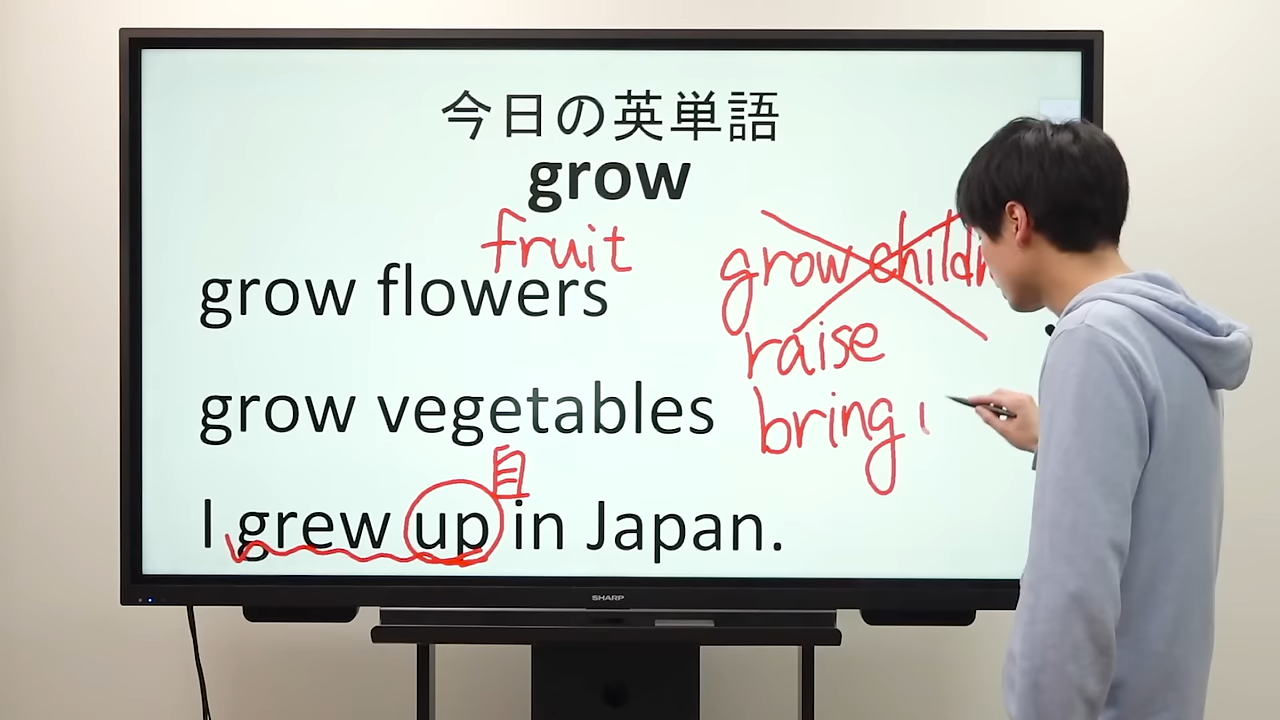 今日の英単語
grow
fruit
grow flowers
grow vegetables
自
I grew up in Japan.
grow
raise
bring
SHARP